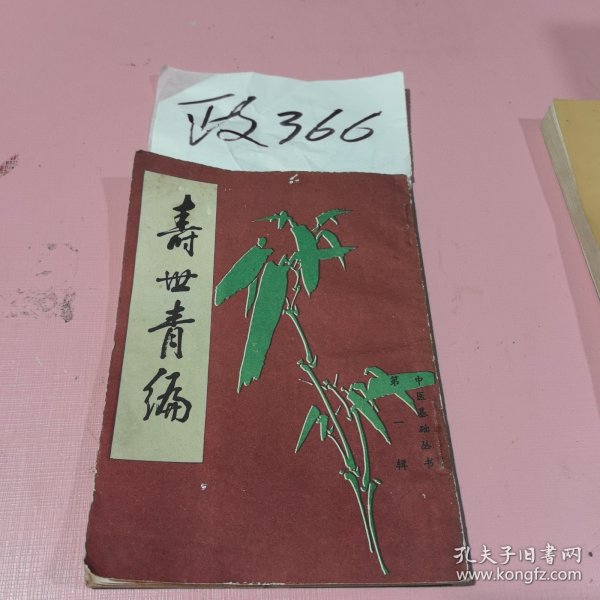 政366
寿世青编
中医基础丛书
第一辑
孔夫子旧书网
www.kongfz.com